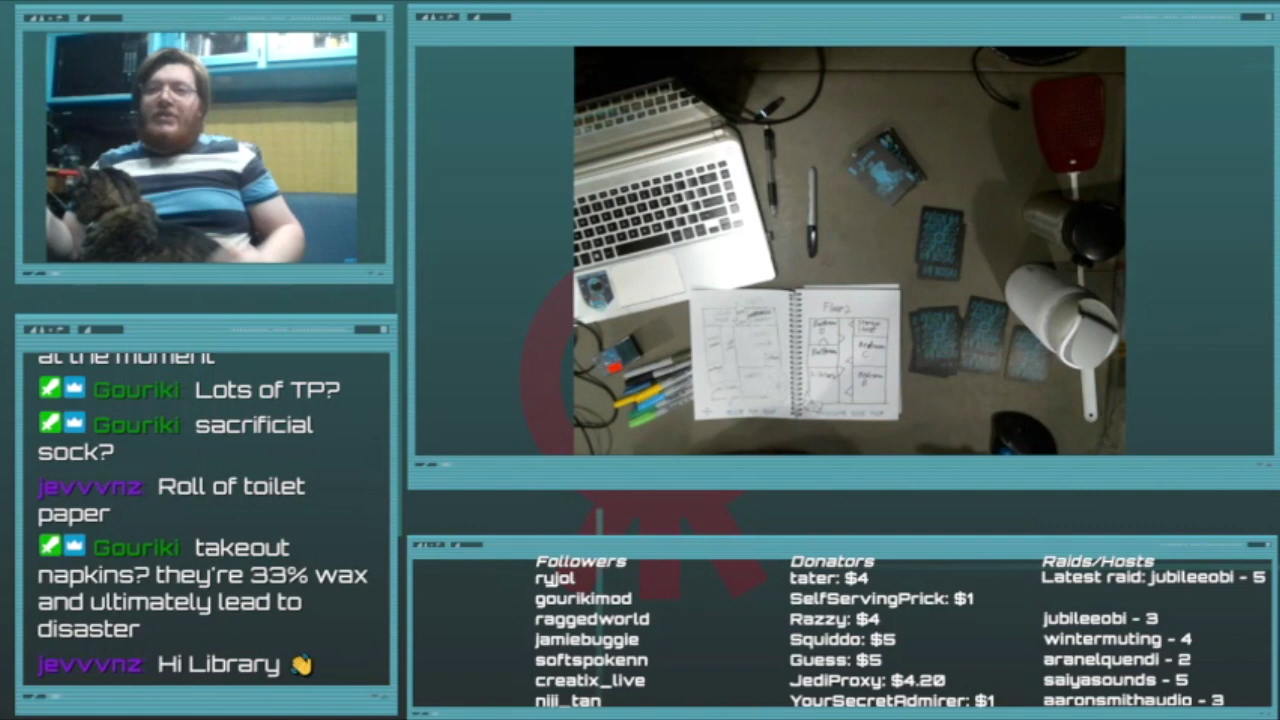 at the moment
Gouriki Lots of TP?
Gouriki sacrificial
sock?
jevvvnz Roll of toilet
paper
Gouriki takeout
napkins? they're 33% wax
and ultimately lead to
disaster
jevvvnz Hi Library 👋
Floor 2
Followers
ryjol
gourikimod
raggedworld
jamiebuggie
softspokenn
creatix_live
niji_tan
Donators
tater: $4
SelfServingPrick: $1
Razzy: $4
Squiddo: $5
Guess: $5
JediProxy: $4.20
YourSecretAdmirer: $1
Raids/Hosts
Latest raid: jubileeobi - 5
jubileeobi - 3
wintermuting - 4
aranelquendi - 2
saiyasounds - 5
aaronsmithaudio - 3